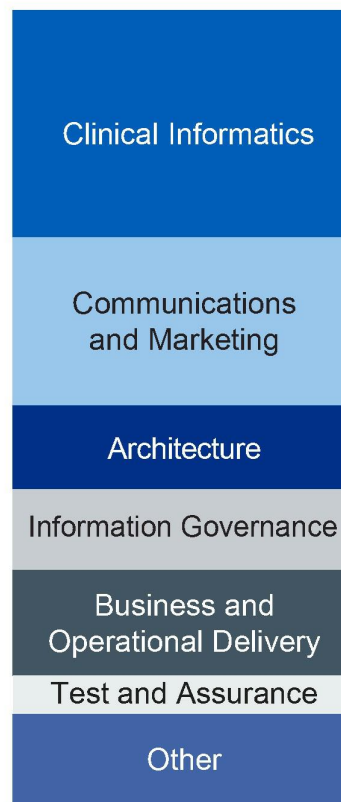 Clinical Informatics
Communications
and Marketing
Architecture
Information Governance
Business and
Operational Delivery
Test and Assurance
Other